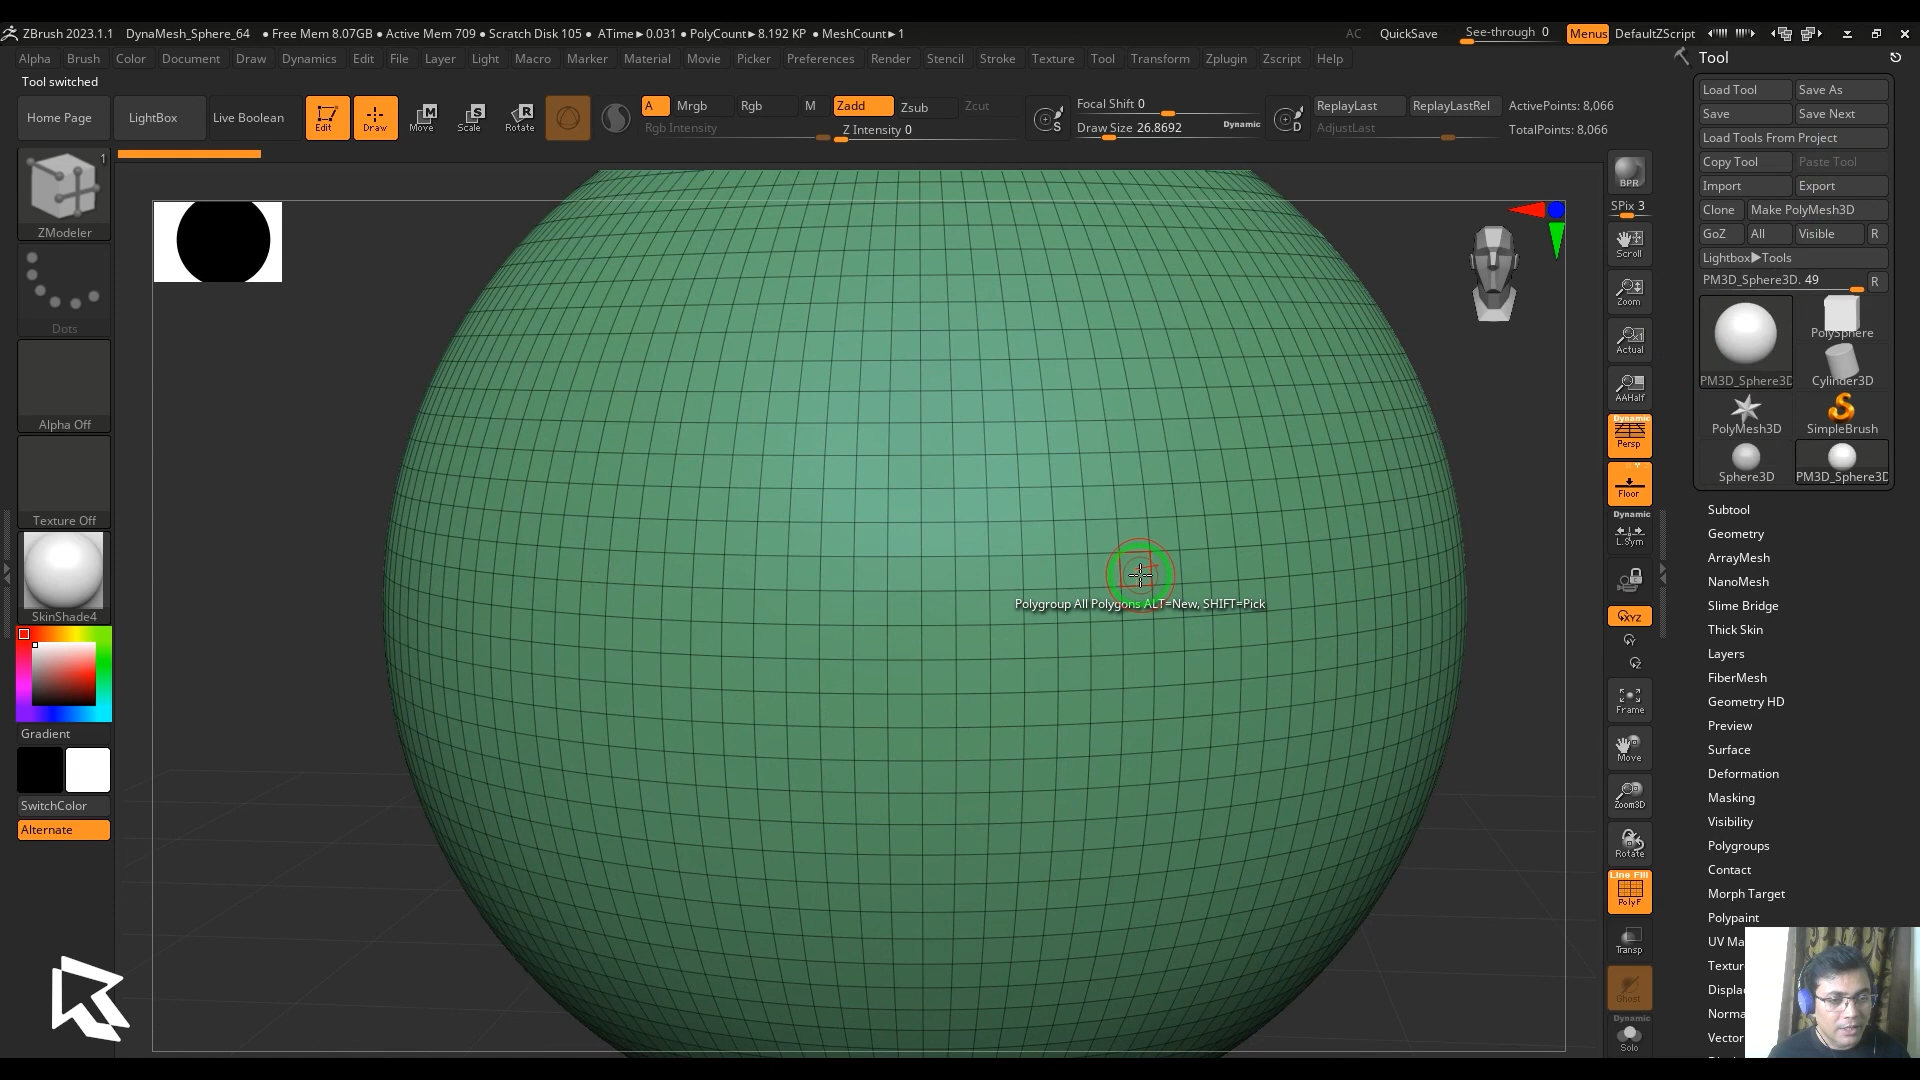 ZBrush 2023.1.1 DynaMesh_Sphere_64 ● Free Mem 8.07GB ● Active Mem 709 ● Scratch Disk 105 ● ATime►0.031 ● PolyCount►8.192 KP ● MeshCount►1 AC QuickSave See-through 0 Menus DefaultZScript
Alpha Brush Color Document Draw Dynamics Edit File Layer Light Macro Marker Material Movie Picker Preferences Render Stencil Stroke Texture Tool Transform Zplugin Zscript Help
Tool switched
Home Page LightBox Live Boolean Edit Draw Move Scale Rotate
A Mrgb Rgb M Zadd Zsub Zcut
Rgb Intensity Z Intensity 0
S Focal Shift 0
Draw Size 26.8692 Dynamic
D ReplayLast ReplayLastRel ActivePoints: 8,066
AdjustLast TotalPoints: 8,066
1
ZModeler
Dots
Alpha Off
Texture Off
SkinShade4
Gradient
SwitchColor
Alternate
Polygroup All Polygons ALT=New, SHIFT=Pick
BPR
SPix 3
Scroll
Zoom
Actual
AAHalf
Dynamic
Persp
Floor
Dynamic
L.Sym
XYZ
Y
Z
Frame
Move
Zoom3D
Rotate
Line Fill
PolyF
Transp
Ghost
Dynamic
Solo
Tool
Load Tool Save As
Save Save Next
Load Tools From Project
Copy Tool Paste Tool
Import Export
Clone Make PolyMesh3D
GoZ All Visible R
Lightbox►Tools
PM3D_Sphere3D. 49 R
PM3D_Sphere3D PolySphere
Cylinder3D
PolyMesh3D SimpleBrush
Sphere3D PM3D_Sphere3D
Subtool
Geometry
ArrayMesh
NanoMesh
Slime Bridge
Thick Skin
Layers
FiberMesh
Geometry HD
Preview
Surface
Deformation
Masking
Visibility
Polygroups
Contact
Morph Target
Polypaint
UV Ma
Textur
Displac
Norma
Vector